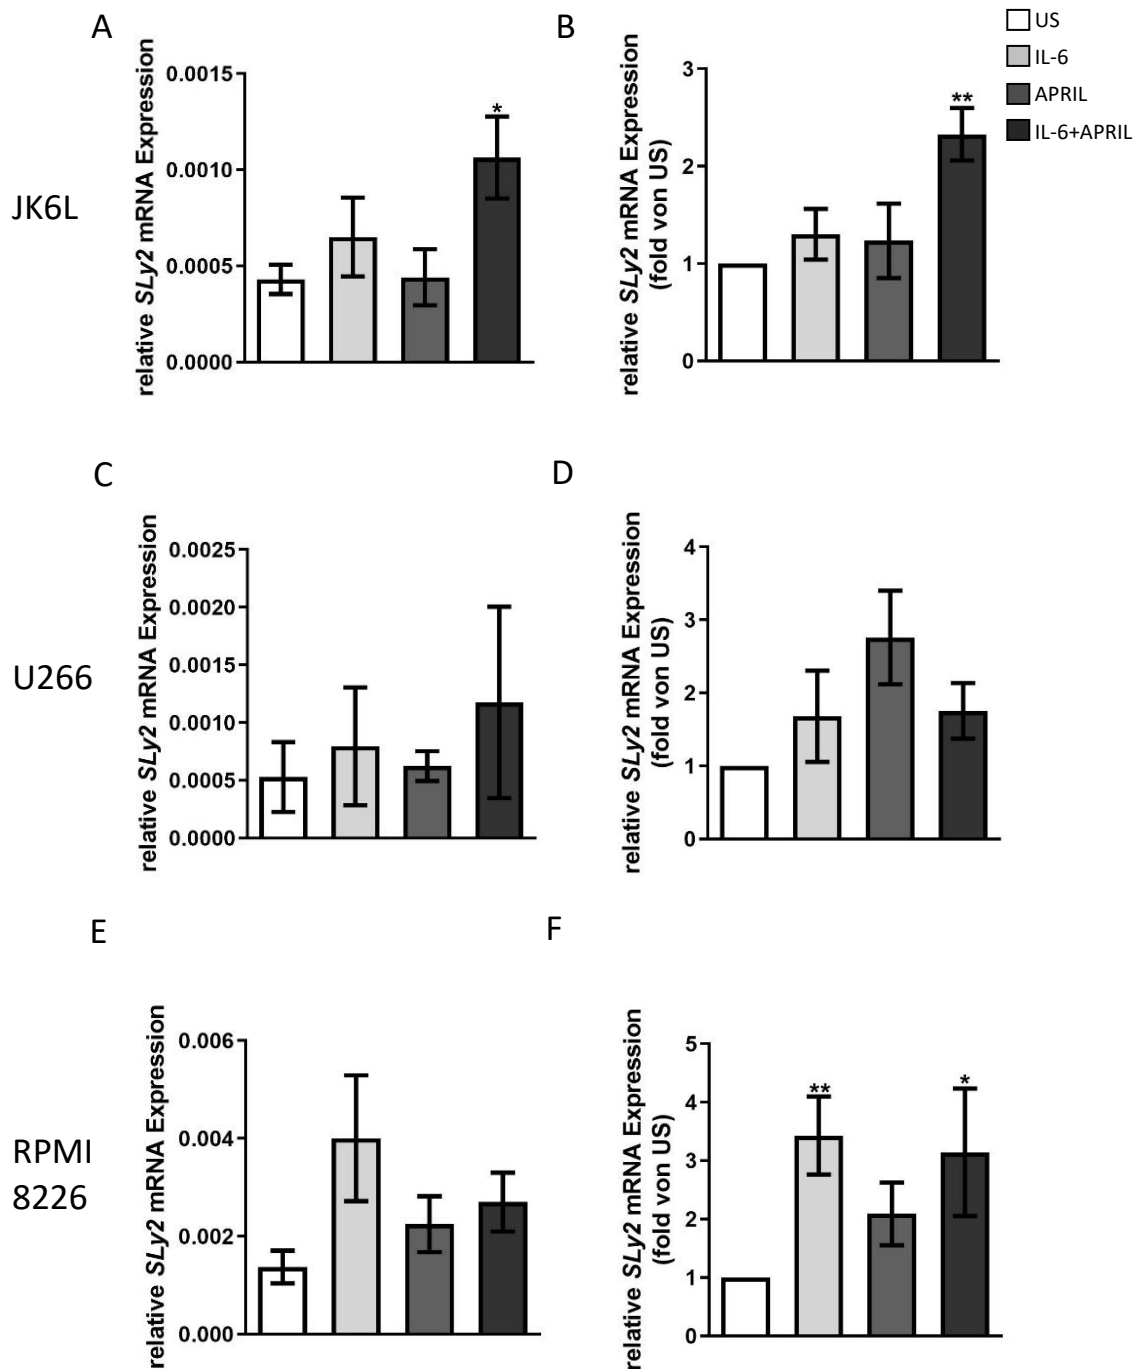 A
B
US
IL-6
APRIL
IL-6+APRIL
JK6L
relative SLy2 mRNA Expression
0.0015
0.0010
0.0005
0.0000
*
relative SLy2 mRNA Expression
(fold von US)
3
2
1
0
**
C
D
U266
relative SLy2 mRNA Expression
0.0025
0.0020
0.0015
0.0010
0.0005
0.0000
relative SLy2 mRNA Expression
(fold von US)
4
3
2
1
0
E
F
RPMI
8226
relative SLy2 mRNA Expression
0.006
0.004
0.002
0.000
relative SLy2 mRNA Expression
(fold von US)
5
4
3
2
1
0
**
*